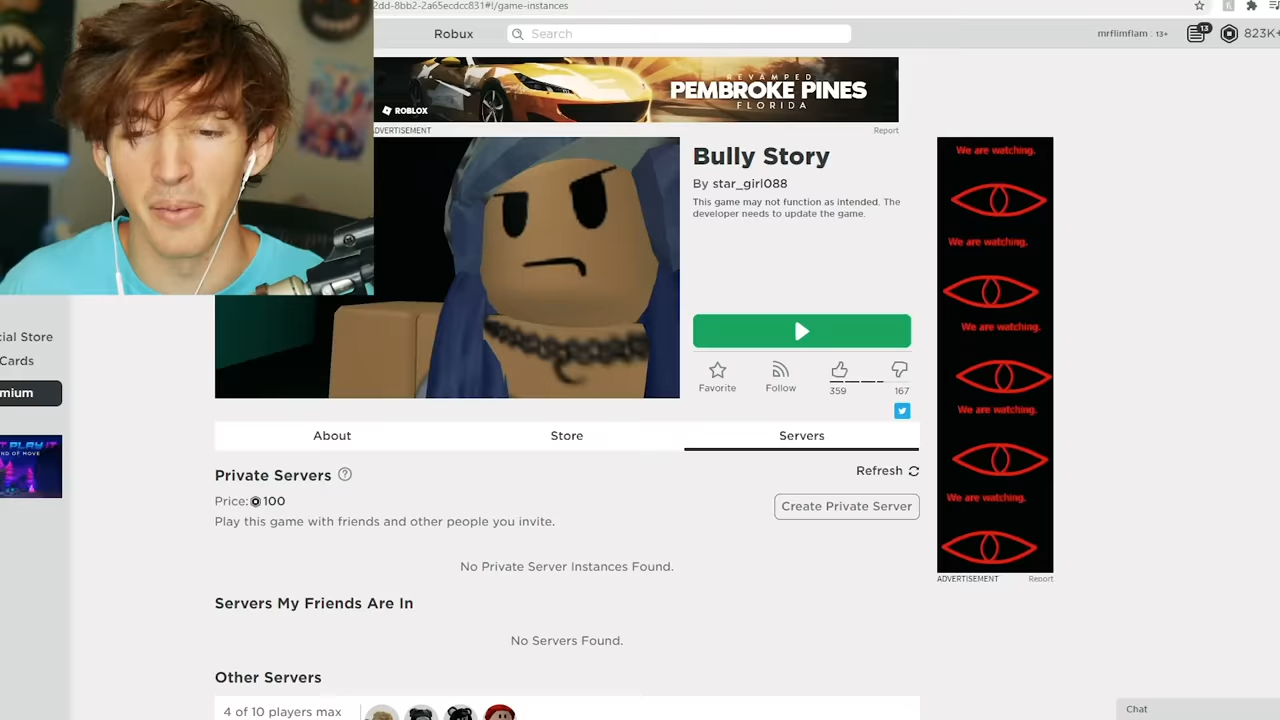 2dd-8bb2-2a65ecdcc831#!/game-instances
Robux
Search
mrflimflam : 13+
13
823K+
REVAMPED
PEMBROKE PINES
FLORIDA
ROBLOX
ADVERTISEMENT
Report
Bully Story
By star_girl088
This game may not function as intended. The
developer needs to update the game.
Favorite
Follow
359
167
cial Store
Cards
mium
About
Store
Servers
Private Servers
Refresh
Price: 100
Create Private Server
Play this game with friends and other people you invite.
No Private Server Instances Found.
Servers My Friends Are In
No Servers Found.
Other Servers
4 of 10 players max
We are watching.
We are watching.
We are watching.
We are watching.
We are watching.
ADVERTISEMENT
Report
Chat